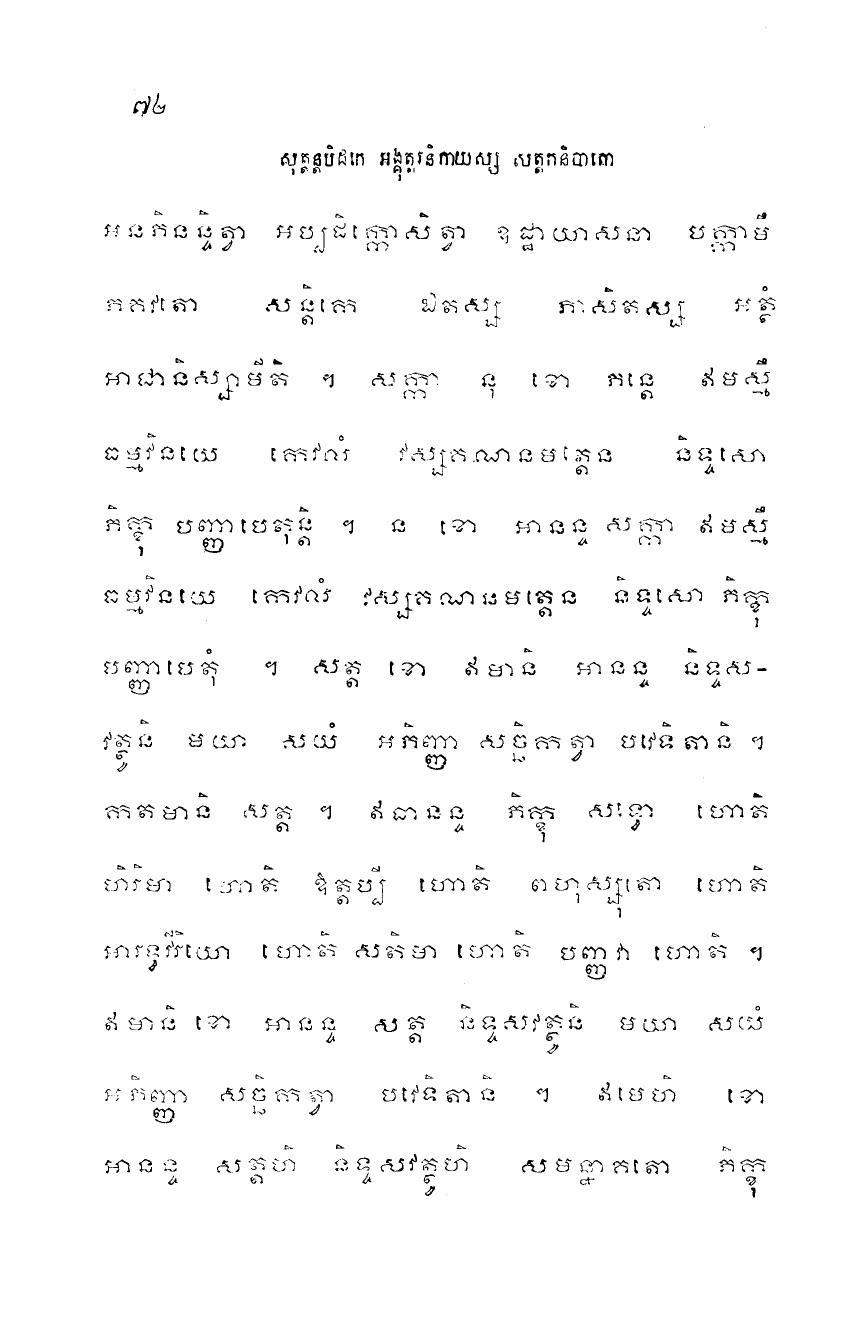 ៧៤
សុត្តន្តបិដកេ អង្គុត្តរនិកាយស្ស សត្តកនិបាតោ
អនភិនន្ទិត្វា អប្បដិក្កោសិត្វា ឧដ្ឋាយាសនា បក្កាមឹ
ភគវតោ សន្តិកេ ឯតស្ស ភាសិតស្ស អត្ថំ
អាជានិស្សាមីតិ ។ សក្កា នុ ខោ ភន្តេ ឥមស្មឹ
ធម្មវិនយេ កេវលំ វស្សគណនមត្តេន និទ្ទសោ
ភិក្ខុ បញ្ញាបេតុន្តិ ។ ន ខោ អានន្ទ សក្កា ឥមស្មឹ
ធម្មវិនយេ កេវលំ វស្សគណនមត្តេន និទ្ទសោ ភិក្ខុ
បញ្ញាបេតុំ ។ សត្ត ខោ ឥមានិ អានន្ទ និទ្ទស-
វត្ថូនិ មយា សយំ អភិញ្ញា សច្ឆិកត្វា បវេទិតានិ ។
កតមានិ សត្ត ។ ឥធានន្ទ ភិក្ខុ សទ្ធោ ហោតិ
ហិរិមា ហោតិ ឱត្តប្បី ហោតិ ពហុស្សុតោ ហោតិ
អារទ្ធវីរិយោ ហោតិ សតិមា ហោតិ បញ្ញវា ហោតិ ។
ឥមានិ ខោ អានន្ទ សត្ត និទ្ទសវត្ថូនិ មយា សយំ
អភិញ្ញា សច្ឆិកត្វា បវេទិតានិ ។ ឥមេហិ ខោ
អានន្ទ សត្តហិ និទ្ទសវត្ថូហិ សមន្នាគតោ ភិក្ខុ